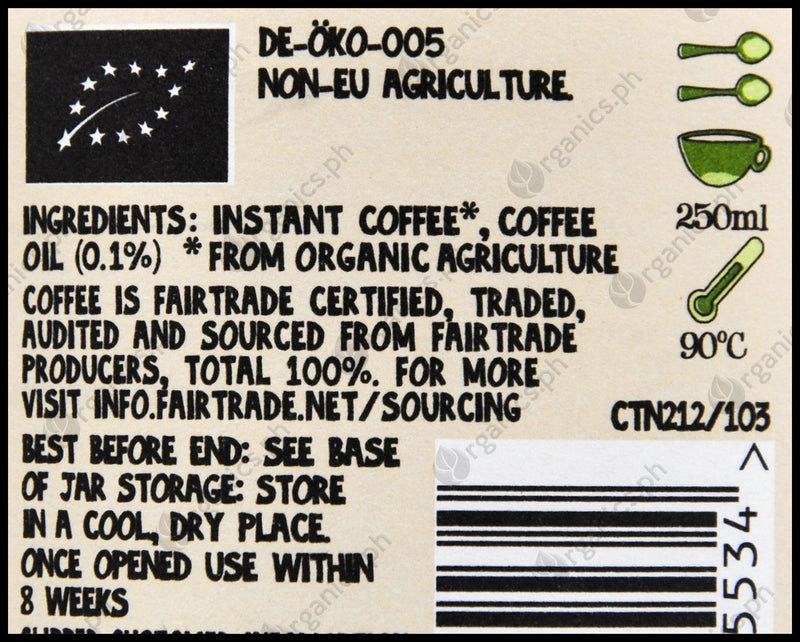 DE-ÖKO-005
NON-EU AGRICULTURE.
250ml
90°C
INGREDIENTS: INSTANT COFFEE*, COFFEE
OIL (0.1%) * FROM ORGANIC AGRICULTURE
COFFEE IS FAIRTRADE CERTIFIED, TRADED,
AUDITED AND SOURCED FROM FAIRTRADE
PRODUCERS, TOTAL 100%. FOR MORE
VISIT INFO.FAIRTRADE.NET/SOURCING
CTN212/103
BEST BEFORE END: SEE BASE
OF JAR STORAGE: STORE
IN A COOL, DRY PLACE.
ONCE OPENED USE WITHIN
8 WEEKS
5534 >
Organics.ph